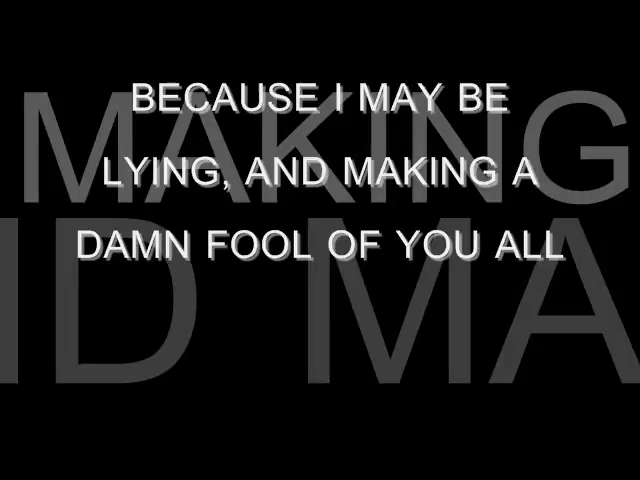 BECAUSE I MAY BE
MAKING
LYING, AND MAKING A
DAMN FOOL OF YOU ALL
ID MA